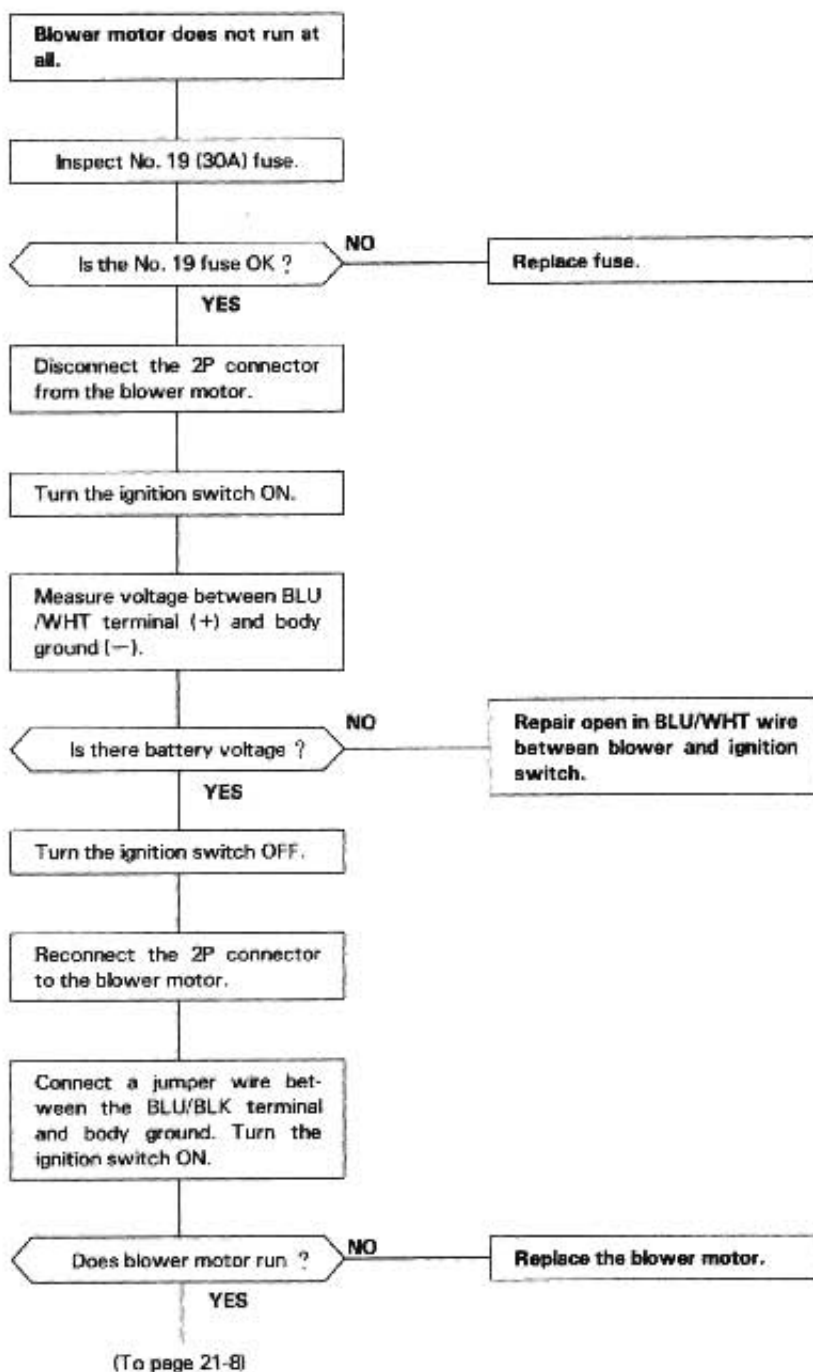 Blower motor does not run at
all.
Inspect No. 19 (30A) fuse.
Is the No. 19 fuse OK ?
NO
Replace fuse.
YES
Disconnect the 2P connector
from the blower motor.
Turn the ignition switch ON.
Measure voltage between BLU
/WHT terminal (+) and body
ground (−).
Is there battery voltage ?
NO
Repair open in BLU/WHT wire
between blower and ignition
switch.
YES
Turn the ignition switch OFF.
Reconnect the 2P connector
to the blower motor.
Connect a jumper wire bet-
ween the BLU/BLK terminal
and body ground. Turn the
ignition switch ON.
Does blower motor run ?
NO
Replace the blower motor.
YES
(To page 21-8)